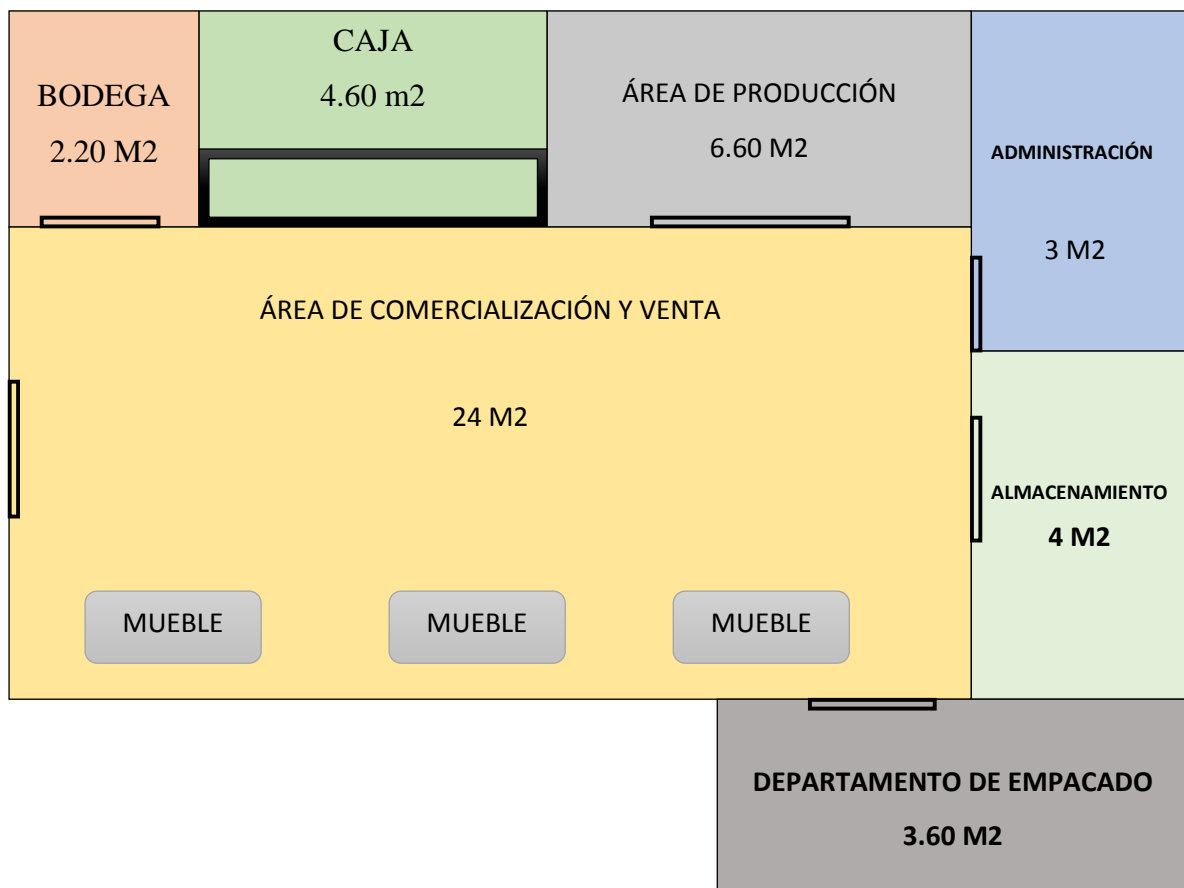 BODEGA
2.20 M2
CAJA
4.60 m2
ÁREA DE PRODUCCIÓN
6.60 M2
ADMINISTRACIÓN
3 M2
ÁREA DE COMERCIALIZACIÓN Y VENTA
24 M2
ALMACENAMIENTO
4 M2
MUEBLE
MUEBLE
MUEBLE
DEPARTAMENTO DE EMPACADO
3.60 M2